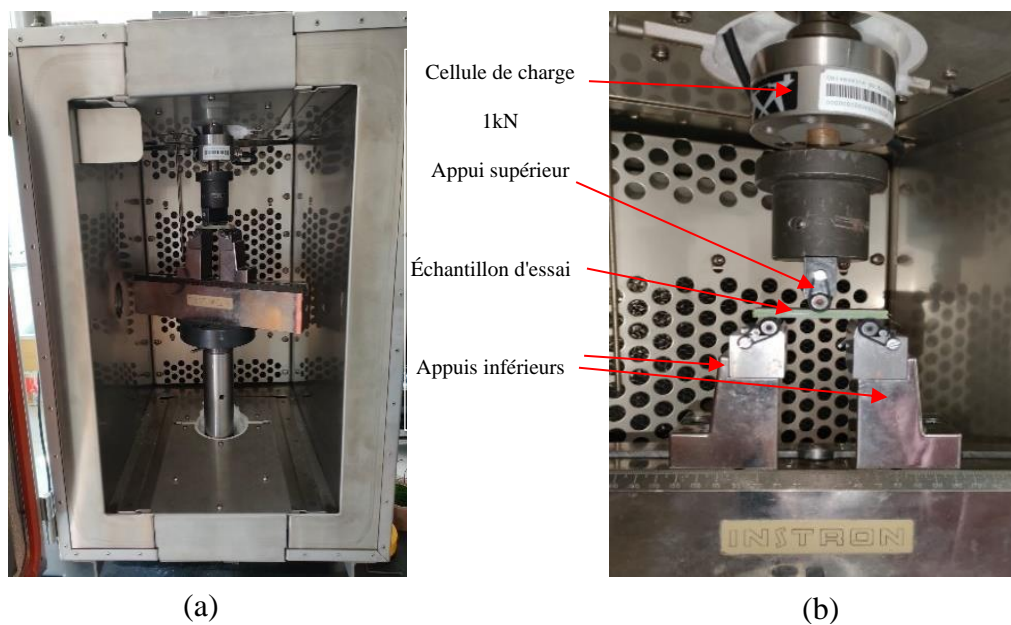 Cellule de charge
1kN
Appui supérieur
Échantillon d'essai
Appuis inférieurs
INSTRON
(a)
(b)